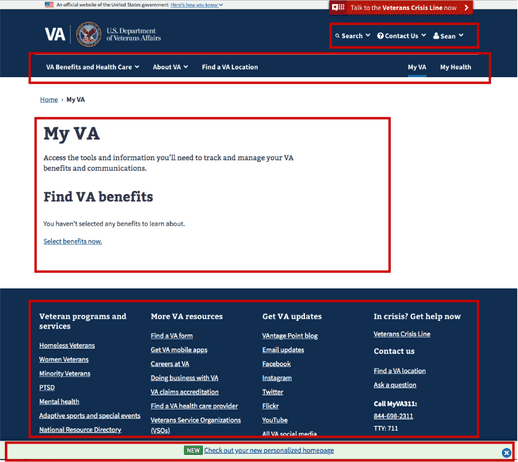 An official website of the United States government Here's how you know
Talk to the Veterans Crisis Line now
VA
U.S. Department
of Veterans Affairs
Search Contact Us Sean
VA Benefits and Health Care About VA Find a VA Location My VA My Health
Home › My VA
My VA
Access the tools and information you'll need to track and manage your VA
benefits and communications.
Find VA benefits
You haven't selected any benefits to learn about.
Select benefits now.
Veteran programs and
services
Homeless Veterans
Women Veterans
Minority Veterans
PTSD
Mental health
Adaptive sports and special events
National Resource Directory
More VA resources
Find a VA form
Get VA mobile apps
Careers at VA
Doing business with VA
VA claims accreditation
Find a VA health care provider
Veterans Service Organizations
(VSOs)
Get VA updates
VAntage Point blog
Email updates
Facebook
Instagram
Twitter
Flickr
YouTube
All VA social media
In crisis? Get help now
Veterans Crisis Line
Contact us
Find a VA location
Ask a question
Call MyVA311:
844-698-2311
TTY: 711
NEW Check out your new personalized homepage